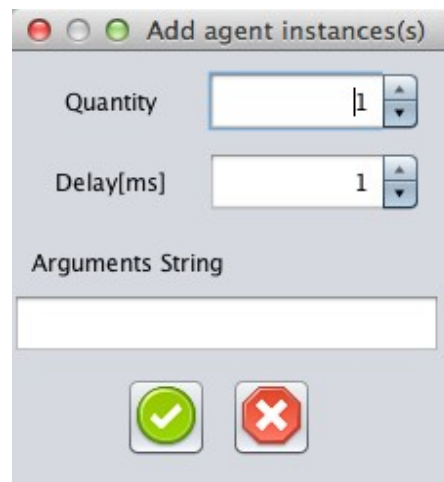 Add agent instances(s)
Quantity 1
Delay[ms] 1
Arguments String